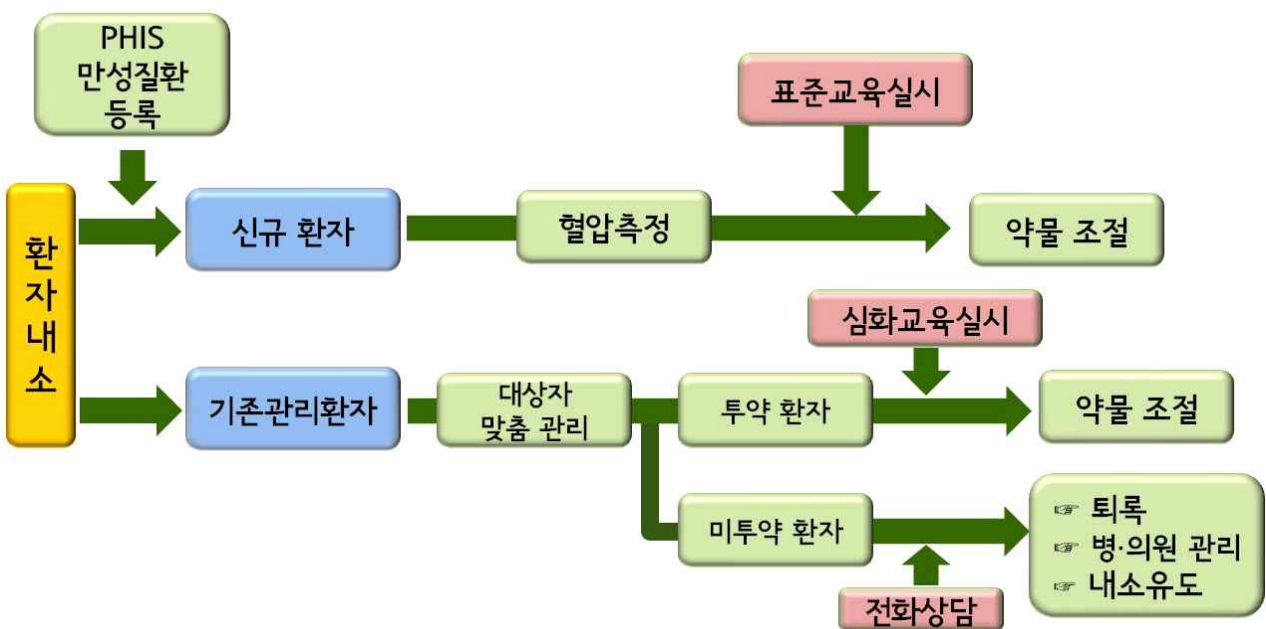 PHIS
만성질환
등록
표준교육실시
환
자
내
소
신규 환자
혈압측정
약물 조절
심화교육실시
기존관리환자
대상자
맞춤 관리
투약 환자
약물 조절
미투약 환자
☞ 퇴록
☞ 병·의원 관리
☞ 내소유도
전화상담